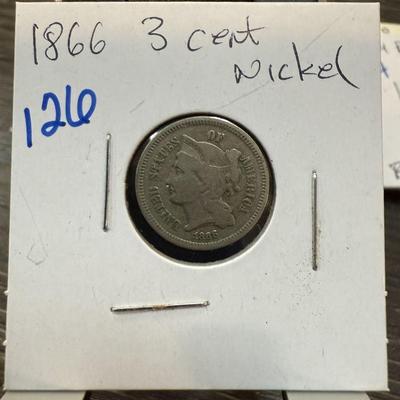 1866 3 cent
Nickel
126
UNITED STATES OF AMERICA
1866